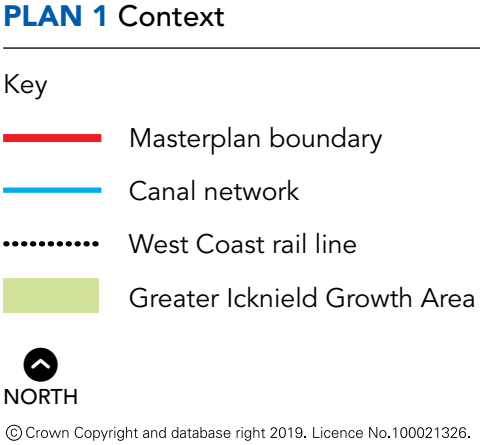 PLAN 1 Context
Key
Masterplan boundary
Canal network
West Coast rail line
Greater Icknield Growth Area
NORTH
© Crown Copyright and database right 2019. Licence No.100021326.